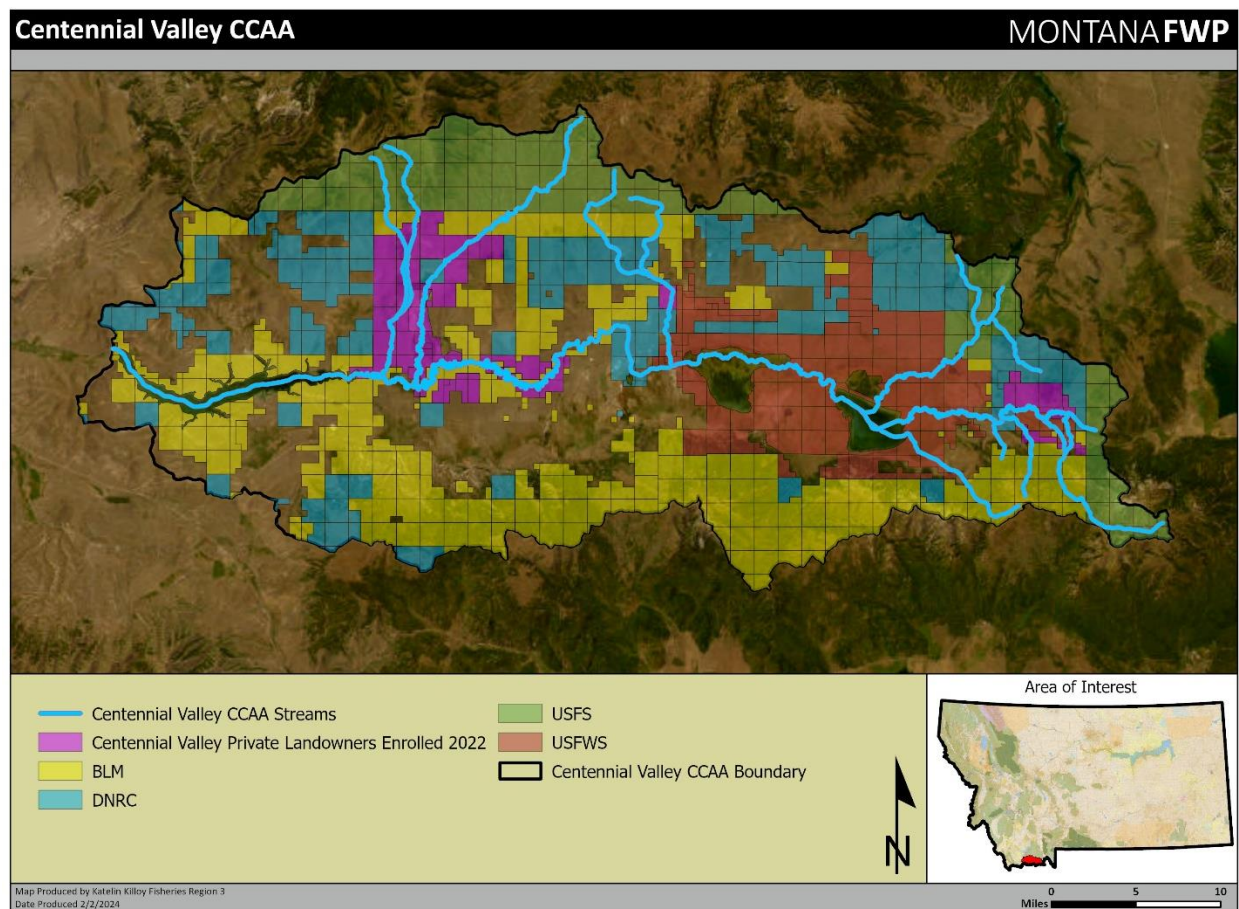 Centennial Valley CCAA
MONTANA FWP
Centennial Valley CCAA Streams
Centennial Valley Private Landowners Enrolled 2022
BLM
DNRC
USFS
USFWS
Centennial Valley CCAA Boundary
N
Area of Interest
Map Produced by Katelin Killoy Fisheries Region 3
Date Produced 2/2/2024
0 5 10
Miles